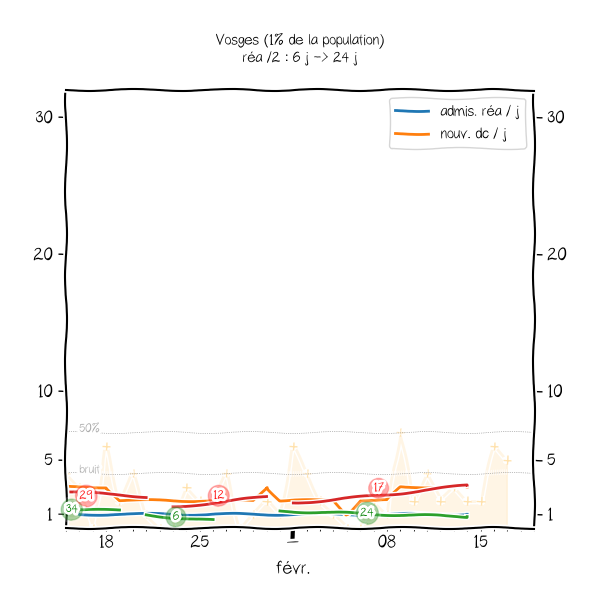 Vosges (1% de la population)
réa /2 : 6 j -> 24 j
admis. réa / j
nouv. dc / j
30 30
20 20
10 10
50%
5 5
bruit
29 12 17
34 6 24
1 1
18 25 1 08 15
févr.